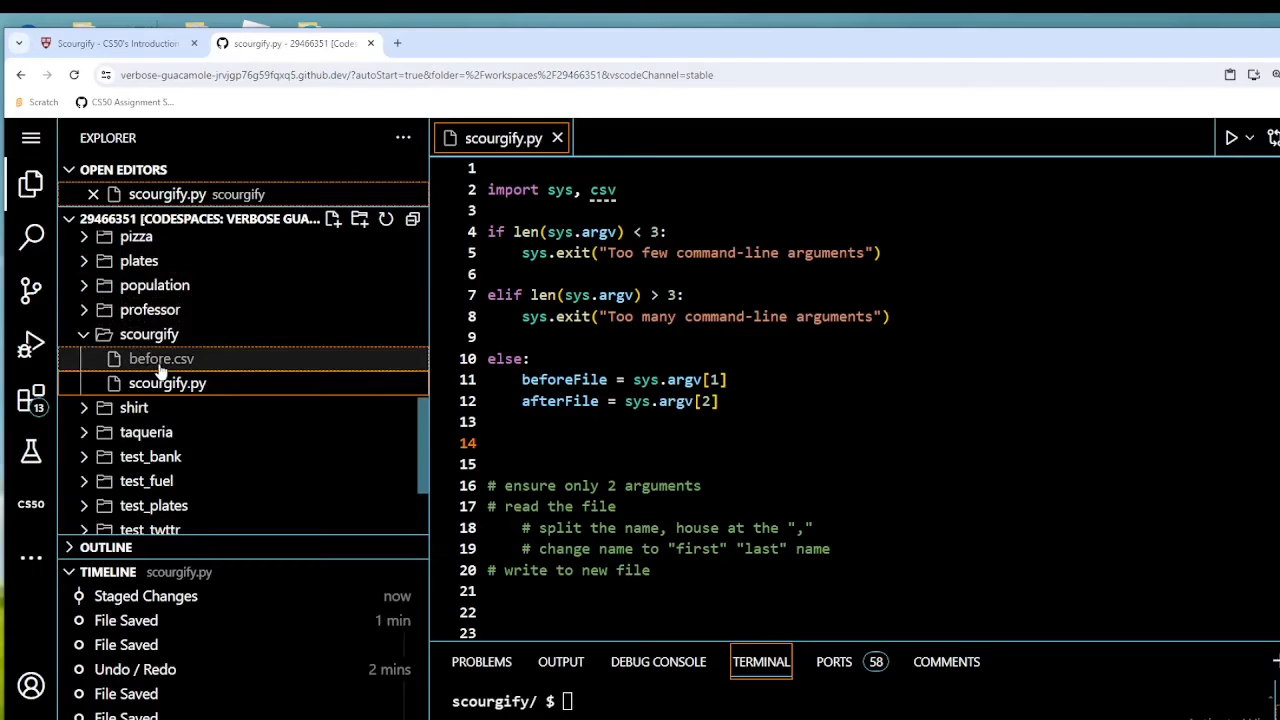 Scourgify - CS50's Introduction
scourgify.py - 29466351 [Codes
verbose-guacamole-jrvjgp76g59fqxq5.github.dev/?autoStart=true&folder=%2Fworkspaces%2F29466351&vscodeChannel=stable
Scratch
CS50 Assignment S...
EXPLORER
OPEN EDITORS
scourgify.py scourgify
29466351 [CODESPACES: VERBOSE GUA...
pizza
plates
population
professor
scourgify
before.csv
scourgify.py
shirt
taqueria
test_bank
test_fuel
test_plates
test_twttr
OUTLINE
TIMELINE scourgify.py
Staged Changes now
File Saved 1 min
File Saved
Undo / Redo 2 mins
File Saved
File Saved
13
CS50
scourgify.py
1
2 import sys, csv
3
4 if len(sys.argv) < 3:
5 sys.exit("Too few command-line arguments")
6
7 elif len(sys.argv) > 3:
8 sys.exit("Too many command-line arguments")
9
10 else:
11 beforeFile = sys.argv[1]
12 afterFile = sys.argv[2]
13
14
15
16 # ensure only 2 arguments
17 # read the file
18 # split the name, house at the ","
19 # change name to "first" "last" name
20 # write to new file
21
22
23
PROBLEMS OUTPUT DEBUG CONSOLE TERMINAL PORTS 58 COMMENTS
scourgify/ $